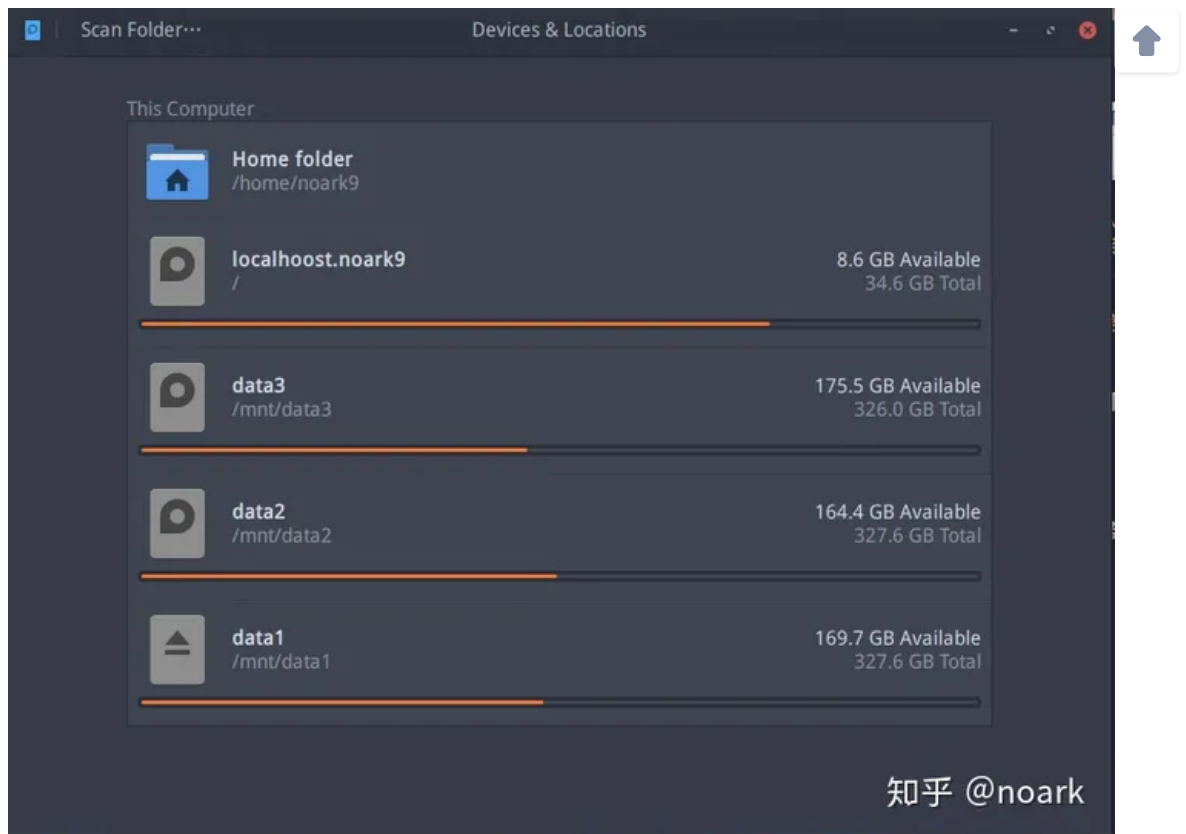 Scan Folder···
Devices & Locations
This Computer
Home folder
/home/noark9
localhoost.noark9
8.6 GB Available
/
34.6 GB Total
data3
175.5 GB Available
/mnt/data3
326.0 GB Total
data2
164.4 GB Available
/mnt/data2
327.6 GB Total
data1
169.7 GB Available
/mnt/data1
327.6 GB Total
知乎 @noark